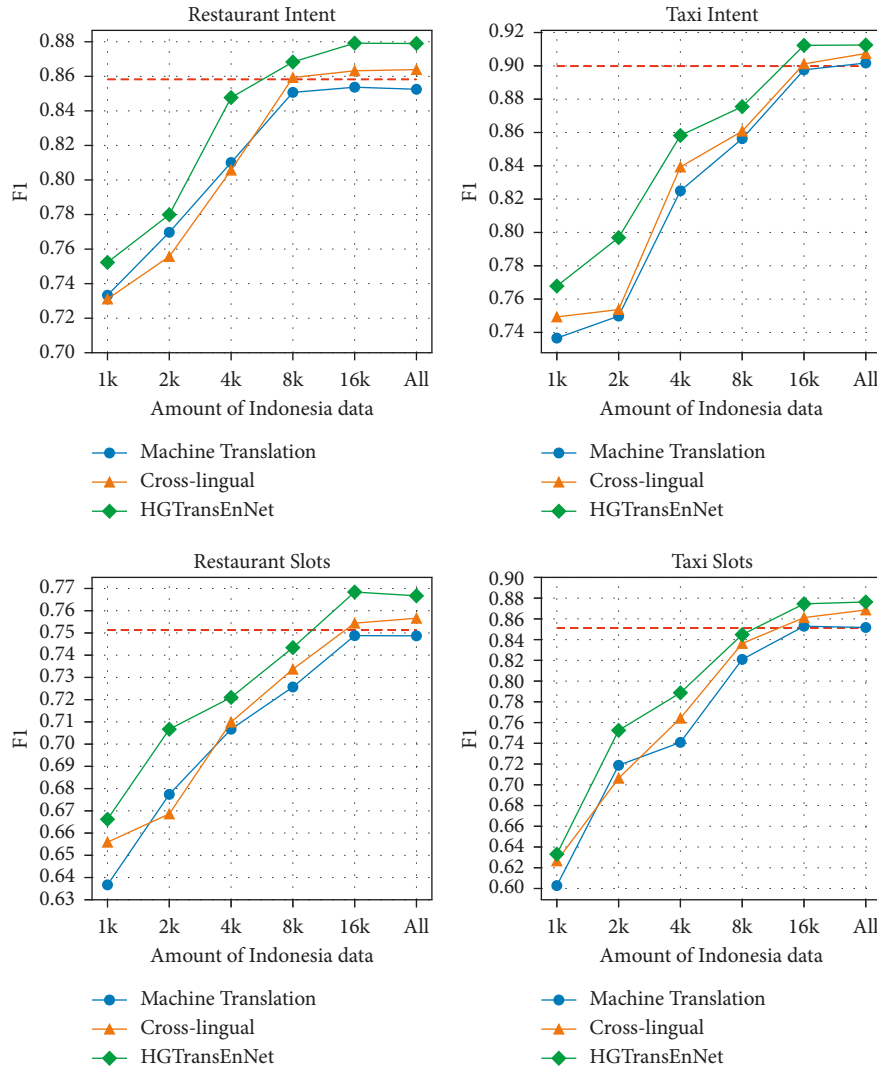 Restaurant Intent
F1
0.88
0.86
0.84
0.82
0.80
0.78
0.76
0.74
0.72
0.70
1k 2k 4k 8k 16k All
Amount of Indonesia data
Machine Translation
Cross-lingual
HGTransEnNet
Taxi Intent
F1
0.92
0.90
0.88
0.86
0.84
0.82
0.80
0.78
0.76
0.74
1k 2k 4k 8k 16k All
Amount of Indonesia data
Machine Translation
Cross-lingual
HGTransEnNet
Restaurant Slots
F1
0.77
0.76
0.75
0.74
0.73
0.72
0.71
0.70
0.69
0.68
0.67
0.66
0.65
0.64
0.63
1k 2k 4k 8k 16k All
Amount of Indonesia data
Machine Translation
Cross-lingual
HGTransEnNet
Taxi Slots
F1
0.90
0.88
0.86
0.84
0.82
0.80
0.78
0.76
0.74
0.72
0.70
0.68
0.66
0.64
0.62
0.60
1k 2k 4k 8k 16k All
Amount of Indonesia data
Machine Translation
Cross-lingual
HGTransEnNet